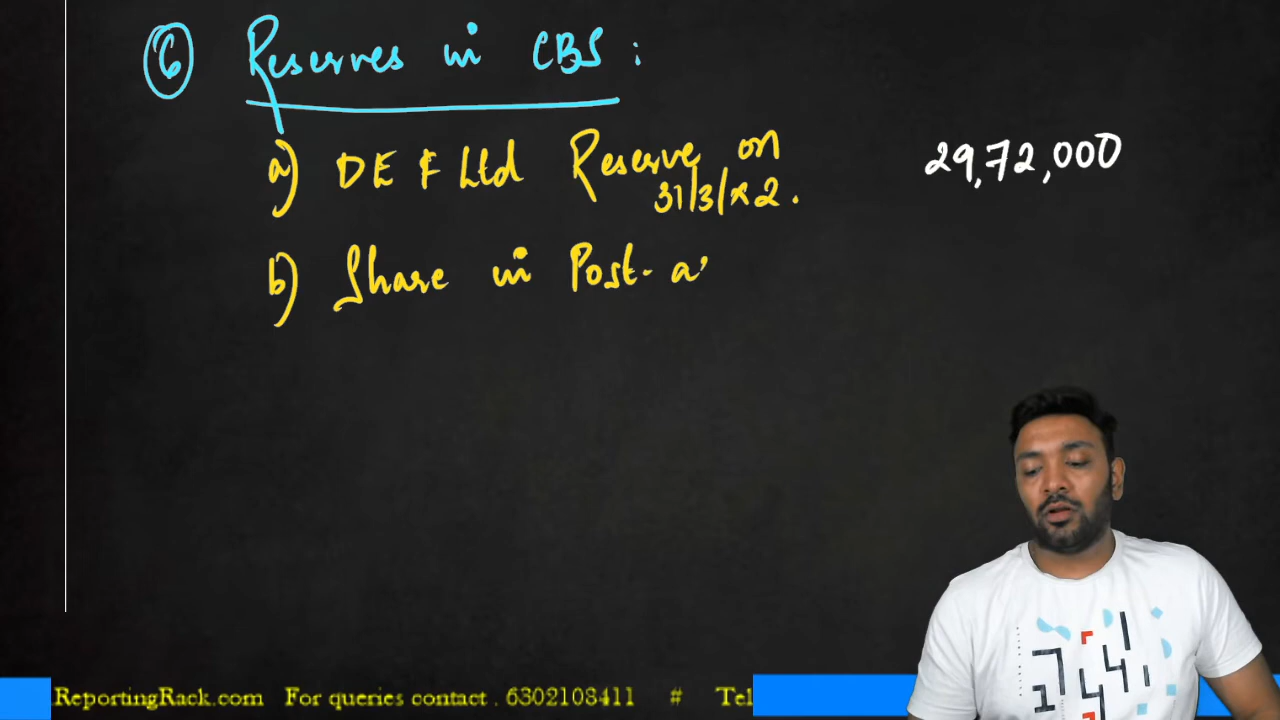 6 Reserves in CBS :
a) DEF Ltd Reserve on 29,72,000
31/3/x2.
b) Share in Post-a
ReportingRack.com For queries contact . 6302108411 # Tel